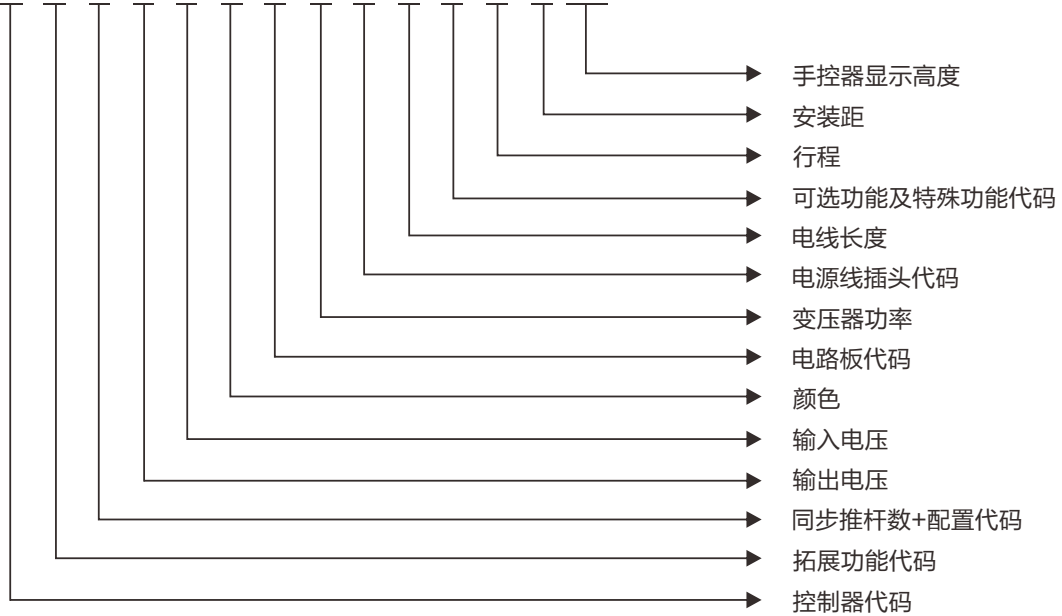 手控器显示高度
安装距
行程
可选功能及特殊功能代码
电线长度
电源线插头代码
变压器功率
电路板代码
颜色
输入电压
输出电压
同步推杆数+配置代码
拓展功能代码
控制器代码